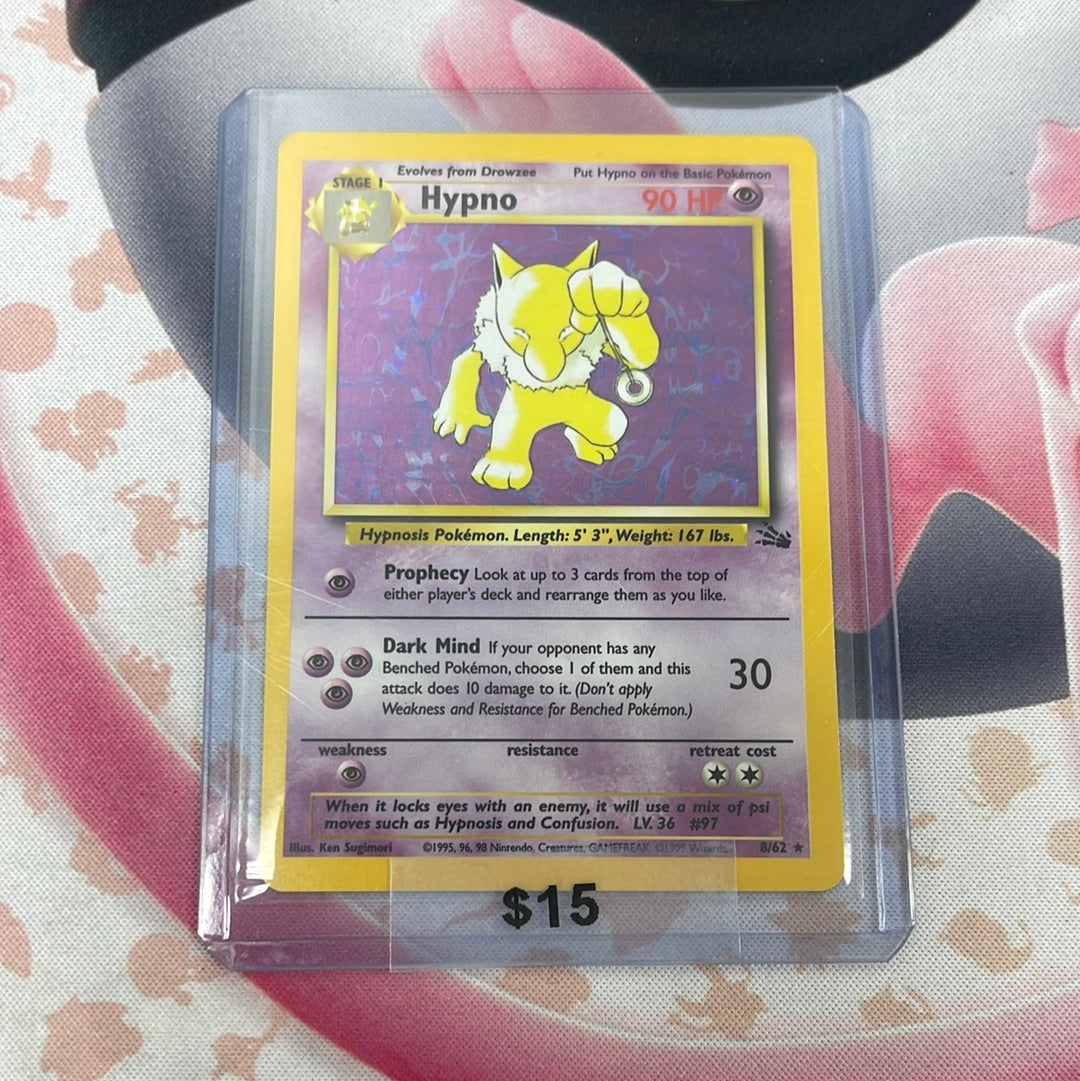 Evolves from Drowzee Put Hypno on the Basic Pokémon
STAGE 1
Hypno 90 HP
Hypnosis Pokémon. Length: 5' 3", Weight: 167 lbs.
Prophecy Look at up to 3 cards from the top of
either player's deck and rearrange them as you like.
Dark Mind If your opponent has any
Benched Pokémon, choose 1 of them and this
attack does 10 damage to it. (Don't apply
Weakness and Resistance for Benched Pokémon.)
30
weakness resistance retreat cost
When it locks eyes with an enemy, it will use a mix of psi
moves such as Hypnosis and Confusion. LV. 36 #97
Illus. Ken Sugimori ©1995, 96, 98 Nintendo, Creatures, GAMEFREAK. ©1999 Wizards. 8/62
$15